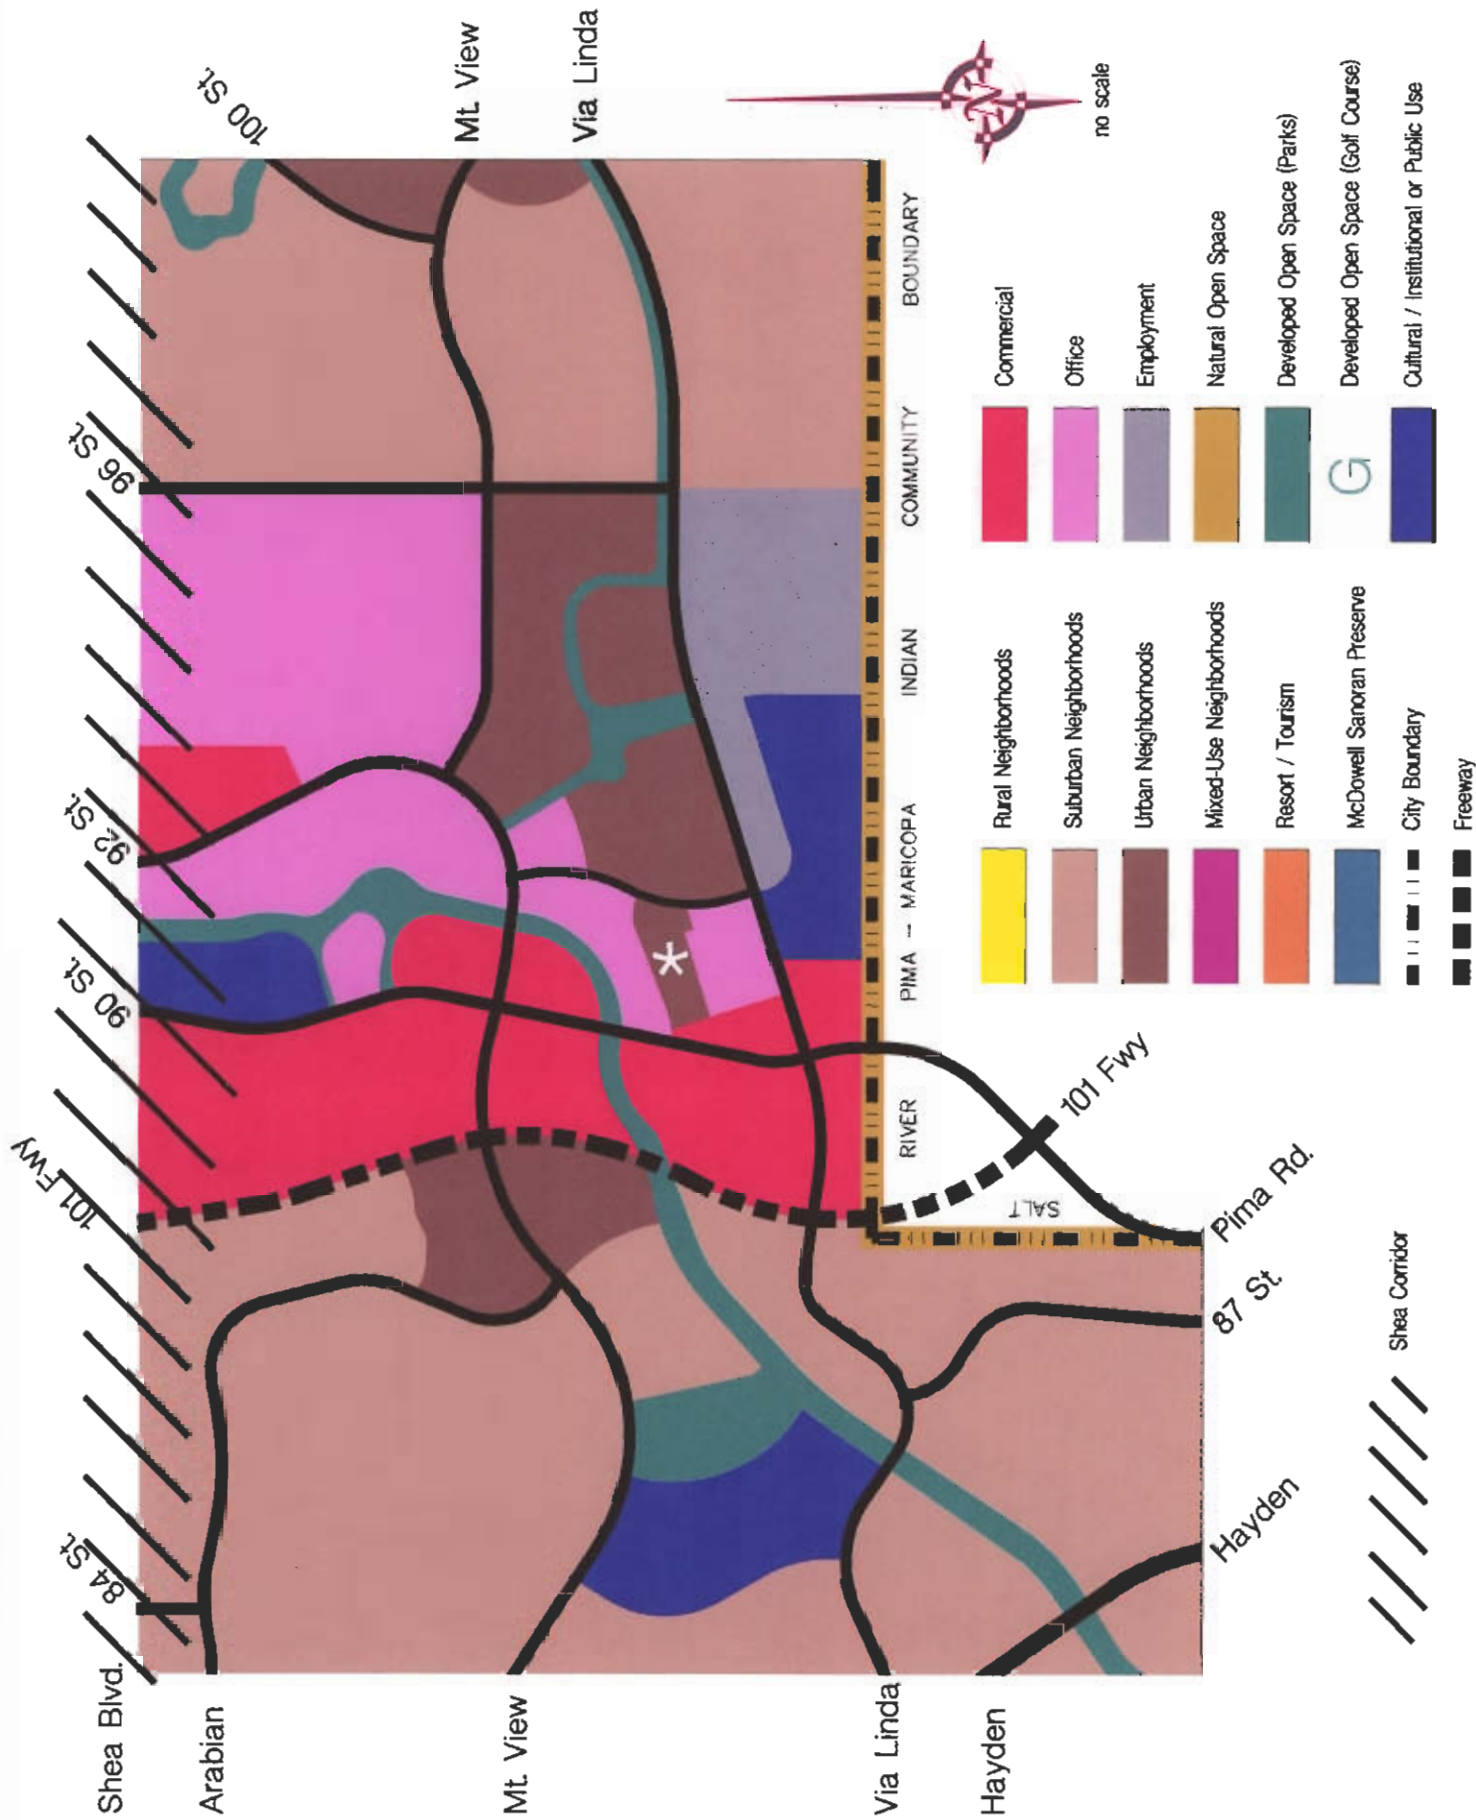 Shea Blvd.
Arabian
Mt. View
Via Linda
Hayden
84 St.
101 Fwy
90 St.
92 St.
96 St.
100 St.
Mt. View
Via Linda
Hayden
87 St.
Pima Rd.
101 Fwy
SALT
RIVER
PIMA - MARICOPA
INDIAN
COMMUNITY
BOUNDARY
no scale
Shea Corridor
Rural Neighborhoods
Suburban Neighborhoods
Urban Neighborhoods
Mixed-Use Neighborhoods
Resort / Tourism
McDowell Sanoran Preserve
City Boundary
Freeway
Commercial
Office
Employment
Natural Open Space
Developed Open Space (Parks)
G
Developed Open Space (Golf Course)
Cultural / Institutional or Public Use